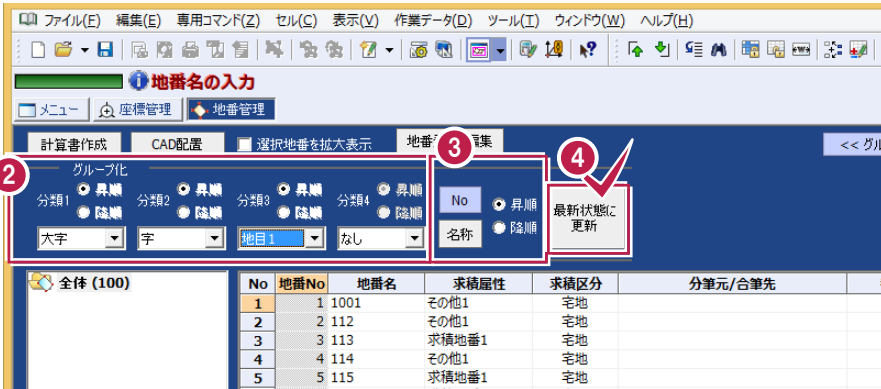 ファイル(F) 編集(E) 専用コマンド(Z) セル(C) 表示(V) 作業データ(D) ツール(T) ウィンドウ(W) ヘルプ(H)
地番名の入力
メニュー 座標管理 地番管理
計算書作成 CAD配置 選択地番を拡大表示 地番 編集 << グル
2 3 4
グループ化
分類1 昇順 降順 分類2 昇順 降順 分類3 昇順 降順 分類4 昇順 降順
No 名称 昇順 降順
最新状態に
更新
大字 字 地目1 なし
全体 (100)
No 地番No 地番名 求積属性 求積区分 分筆元/合筆先
1 1 1001 その他1 宅地
2 2 112 その他1 宅地
3 3 113 求積地番1 宅地
4 4 114 その他1 宅地
5 5 115 求積地番1 宅地